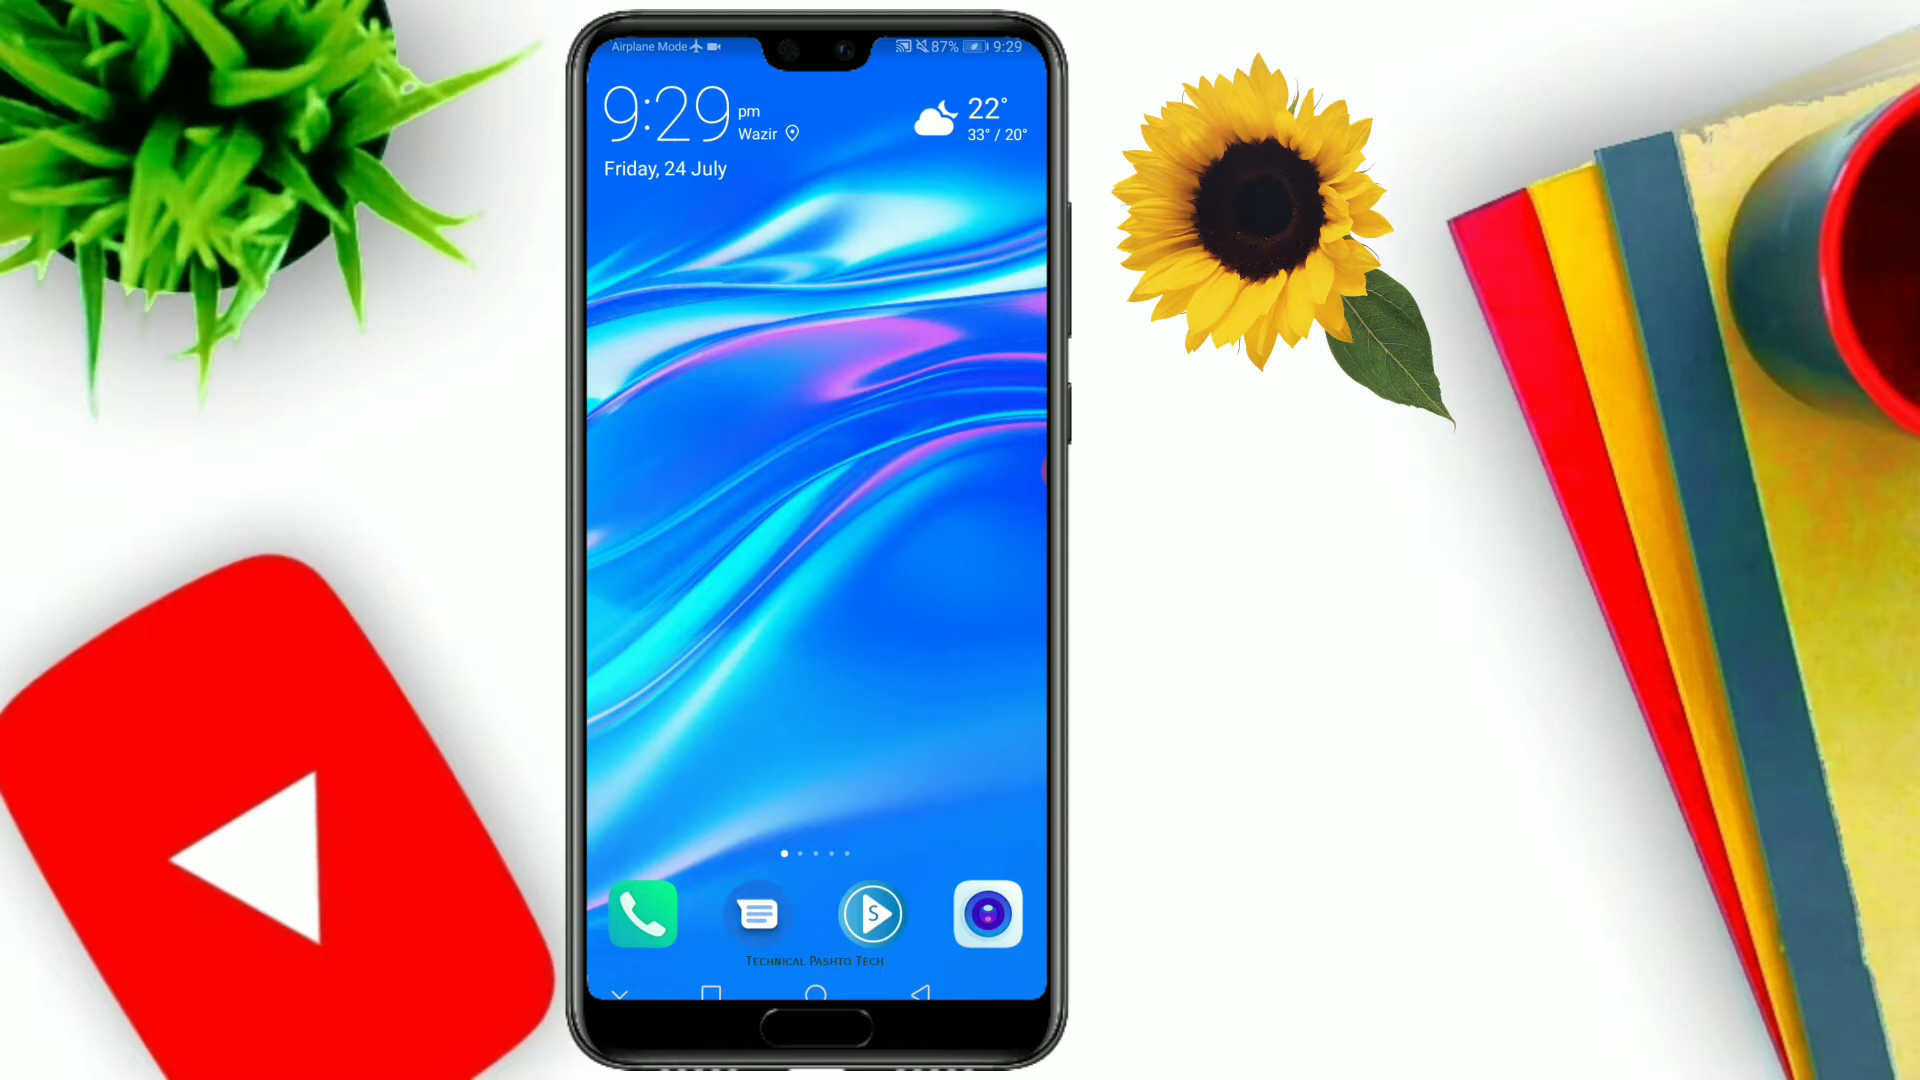 Airplane Mode 87% 9:29
9:29 pm
Wazir
Friday, 24 July
22°
33° / 20°
S
TECHNICAL PASHTO TECH